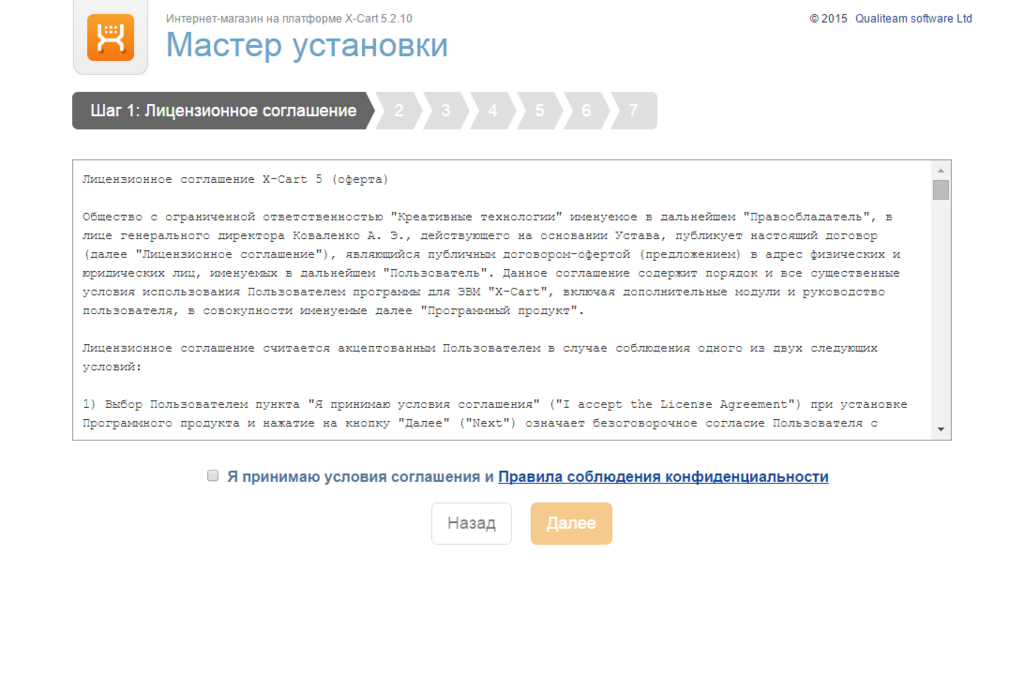 Интернет-магазин на платформе X-Cart 5.2.10
© 2015 Qualiteam software Ltd
Мастер установки
Шаг 1: Лицензионное соглашение 2 3 4 5 6 7
Лицензионное соглашение X-Cart 5 (оферта)
Общество с ограниченной ответственностью "Креативные технологии" именуемое в дальнейшем "Правообладатель", в
лице генерального директора Коваленко А. Э., действующего на основании Устава, публикует настоящий договор
(далее "Лицензионное соглашение"), являющийся публичным договором-офертой (предложением) в адрес физических и
юридических лиц, именуемых в дальнейшем "Пользователь". Данное соглашение содержит порядок и все существенные
условия использования Пользователем программы для ЭВМ "X-Cart", включая дополнительные модули и руководство
пользователя, в совокупности именуемые далее "Программный продукт".
Лицензионное соглашение считается акцептованным Пользователем в случае соблюдения одного из двух следующих
условий:
1) Выбор Пользователем пункта "Я принимаю условия соглашения" ("I accept the License Agreement") при установке
Программного продукта и нажатие на кнопку "Далее" ("Next") означает безоговорочное согласие Пользователя с
Я принимаю условия соглашения и Правила соблюдения конфиденциальности
Назад Далее